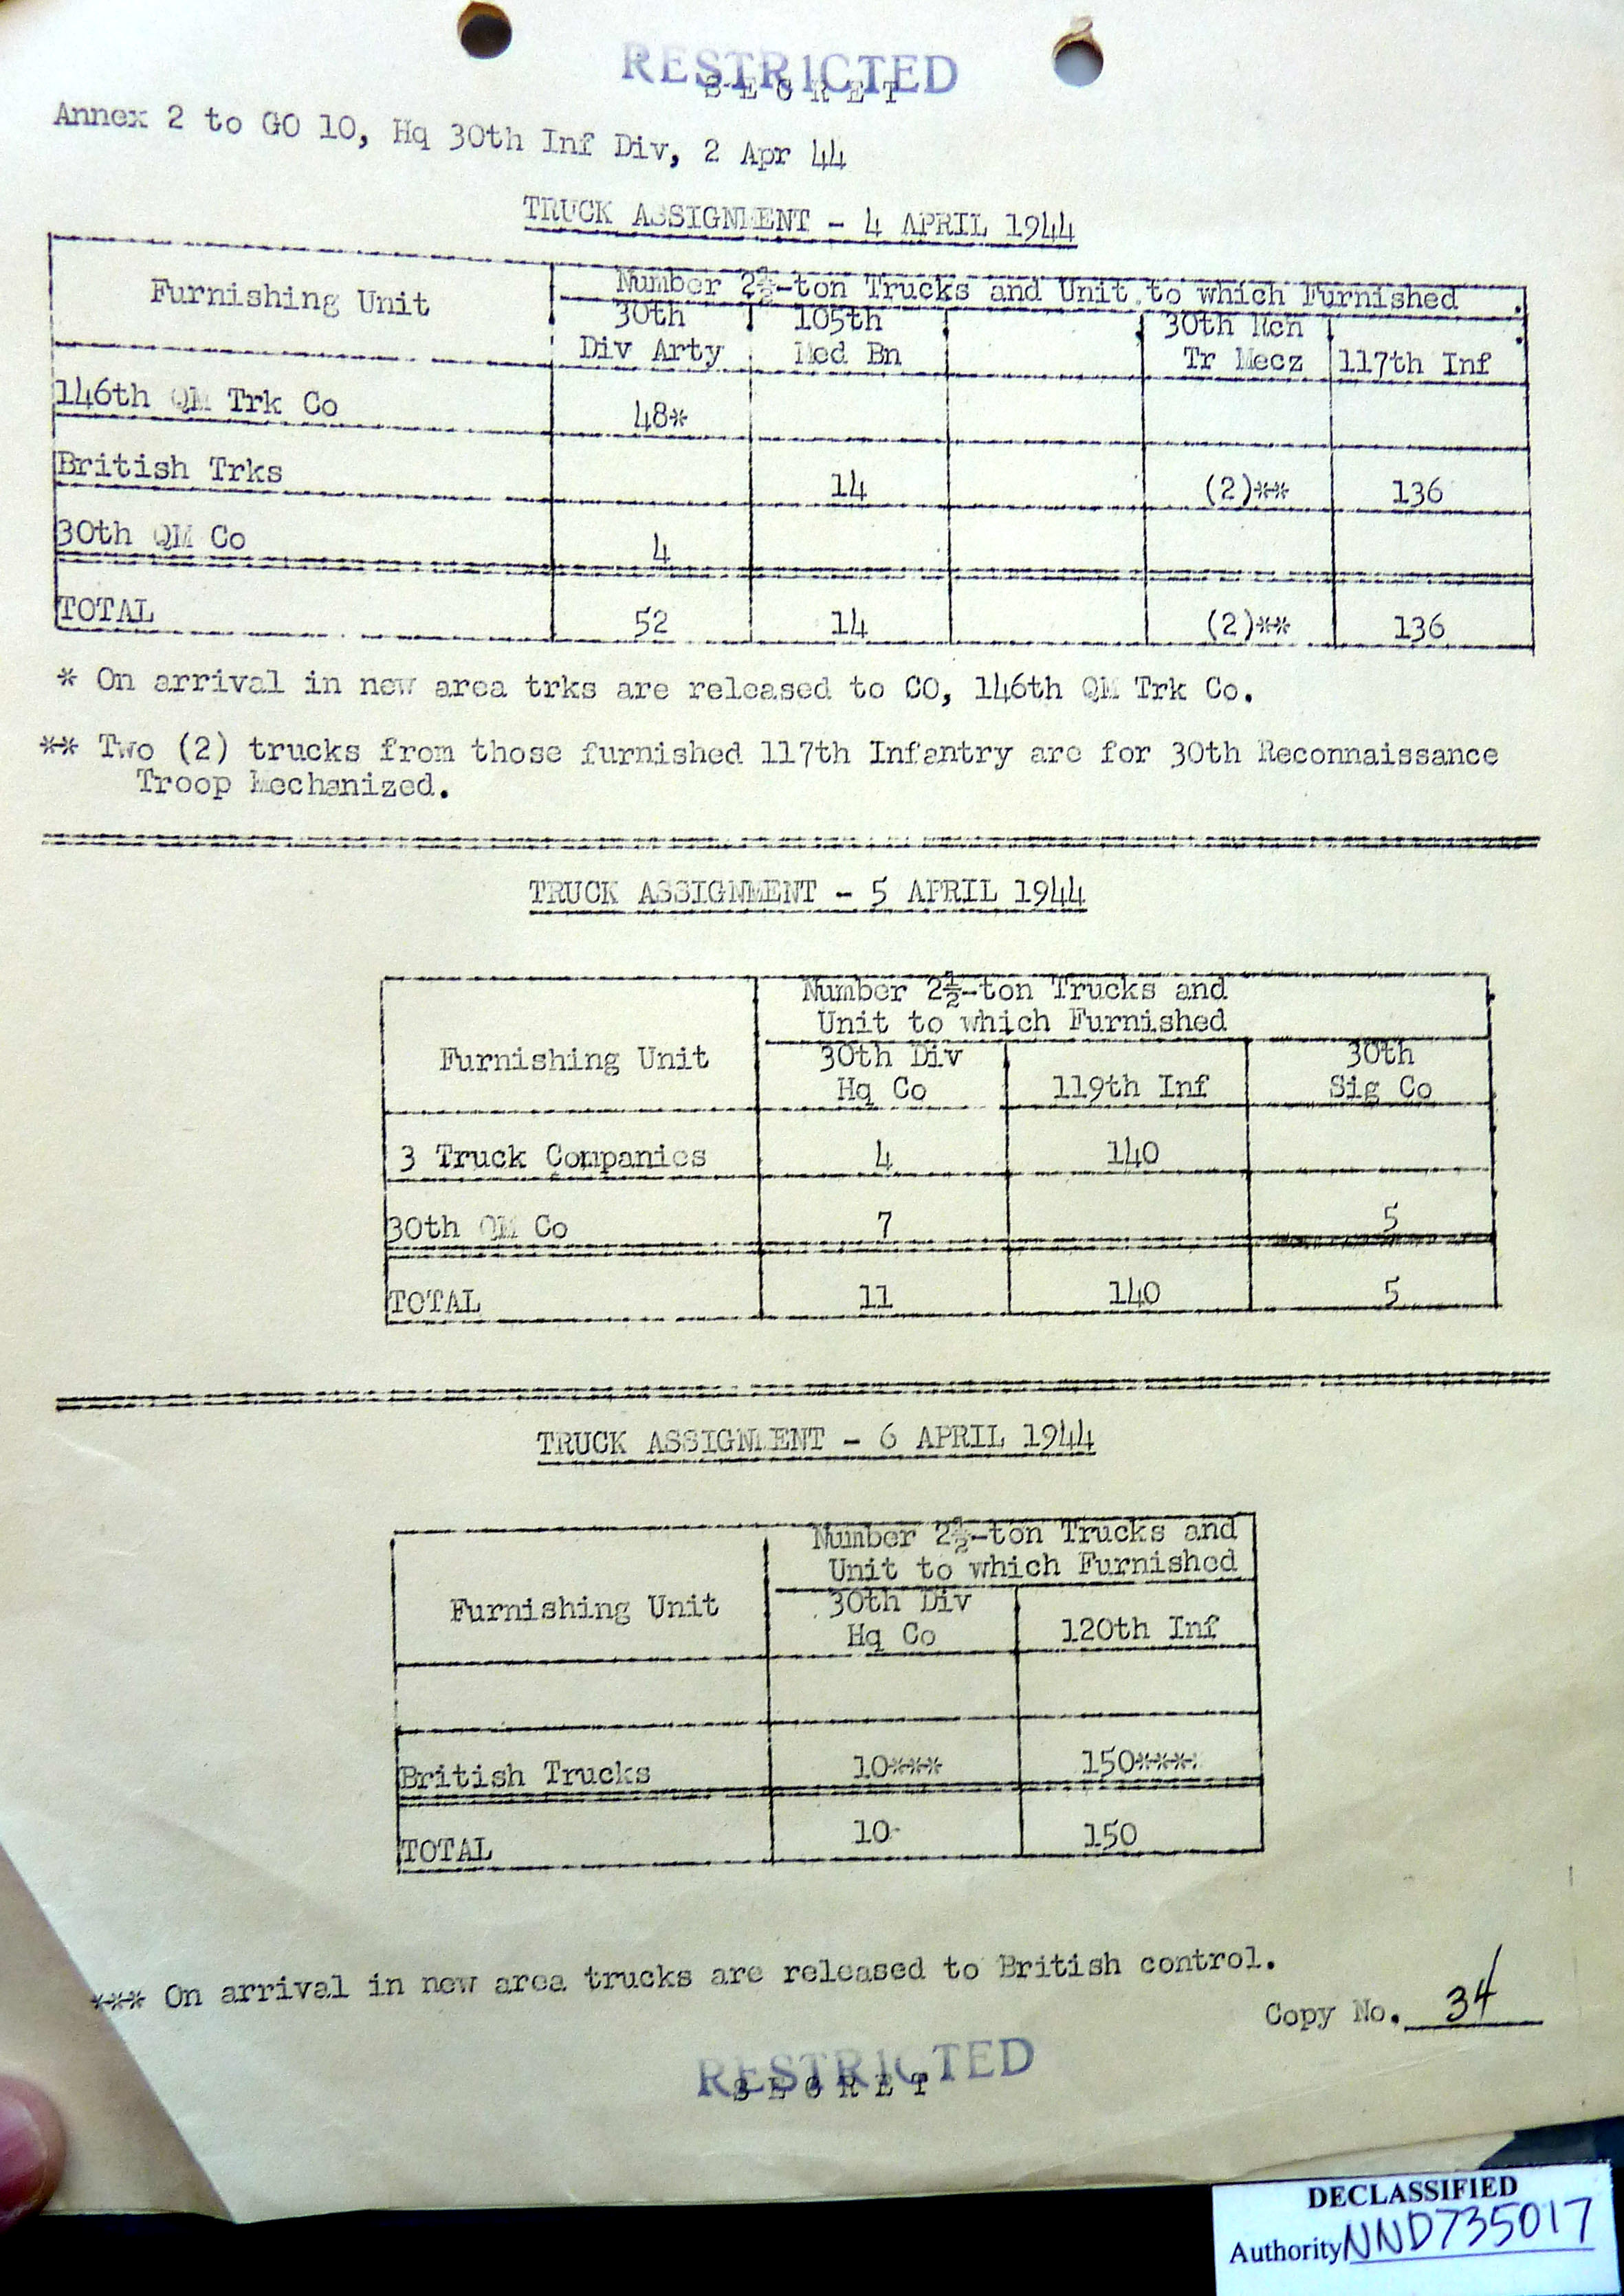 RESTRICTED
S E C R E T
Annex 2 to GO 10, Hq 30th Inf Div, 2 Apr 44
TRUCK ASSIGNMENT - 4 APRIL 1944
Furnishing Unit
Number 2½-ton Trucks and Unit to which Furnished
30th Div Arty
105th Med Bn
30th Rcn Tr Mecz
117th Inf
146th QM Trk Co 48*
British Trks 14 (2)** 136
30th QM Co 4
TOTAL 52 14 (2)** 136
* On arrival in new area trks are released to CO, 146th QM Trk Co.
** Two (2) trucks from those furnished 117th Infantry are for 30th Reconnaissance
Troop Mechanized.
TRUCK ASSIGNMENT - 5 APRIL 1944
Number 2½-ton Trucks and
Unit to which Furnished
Furnishing Unit
30th Div Hq Co
119th Inf
30th Sig Co
3 Truck Companies 4 140
30th QM Co 7 5
TOTAL 11 140 5
TRUCK ASSIGNMENT - 6 APRIL 1944
Number 2½-ton Trucks and
Unit to which Furnished
Furnishing Unit
30th Div Hq Co
120th Inf
British Trucks 10*** 150***
TOTAL 10 150
*** On arrival in new area trucks are released to British control.
Copy No. 34
RESTRICTED
S E C R E T
DECLASSIFIED
Authority NND735017